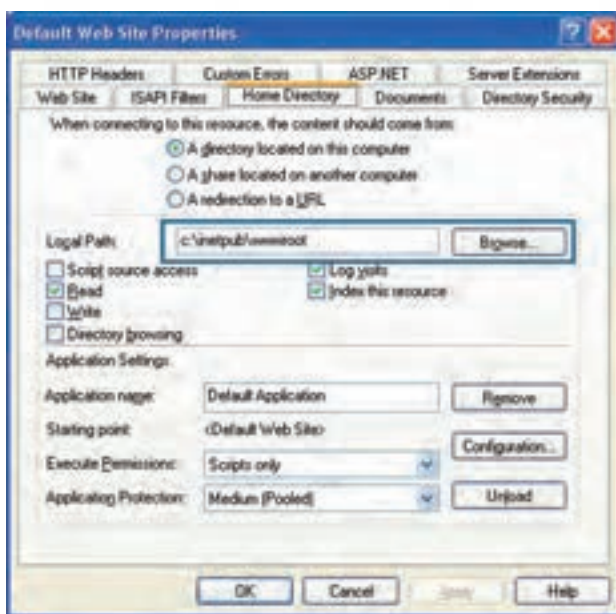 Default Web Site Properties
HTTP Headers Custom Errors ASP.NET Server Extensions
Web Site ISAPI Filters Home Directory Documents Directory Security
When connecting to this resource, the content should come from:
A directory located on this computer
A share located on another computer
A redirection to a URL
Local Path: c:\inetpub\wwwroot Browse...
Script source access Log visits
Read Index this resource
Write
Directory browsing
Application Settings
Application name: Default Application Remove
Starting point: <Default Web Site>
Configuration...
Execute Permissions: Scripts only
Application Protection: Medium (Pooled) Unload
OK Cancel Apply Help